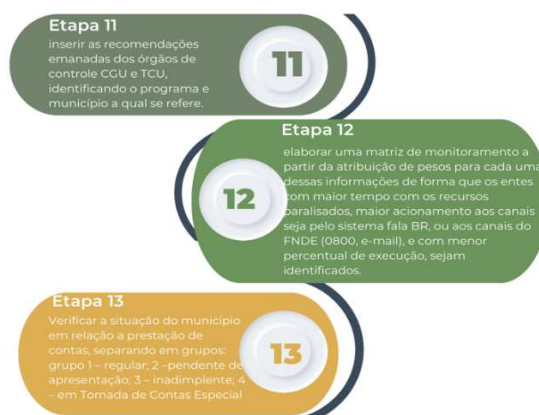 Etapa 11
inserir as recomendações
emanadas dos órgãos de
controle CGU e TCU,
identificando o programa e
município a qual se refere.
11
Etapa 12
elaborar uma matriz de monitoramento a
partir da atribuição de pesos para cada uma
dessas informações de forma que os entes
com maior tempo com os recursos
paralisados, maior acionamento aos canais
seja pelo sistema fala BR, ou aos canais do
FNDE (0800, e-mail), e com menor
percentual de execução, sejam
identificados.
12
Etapa 13
Verificar a situação do município
em relação a prestação de
contas, separando em grupos:
grupo 1 – regular; 2 –pendente de
apresentação; 3 – inadimplente; 4
– em Tomada de Contas Especial
13